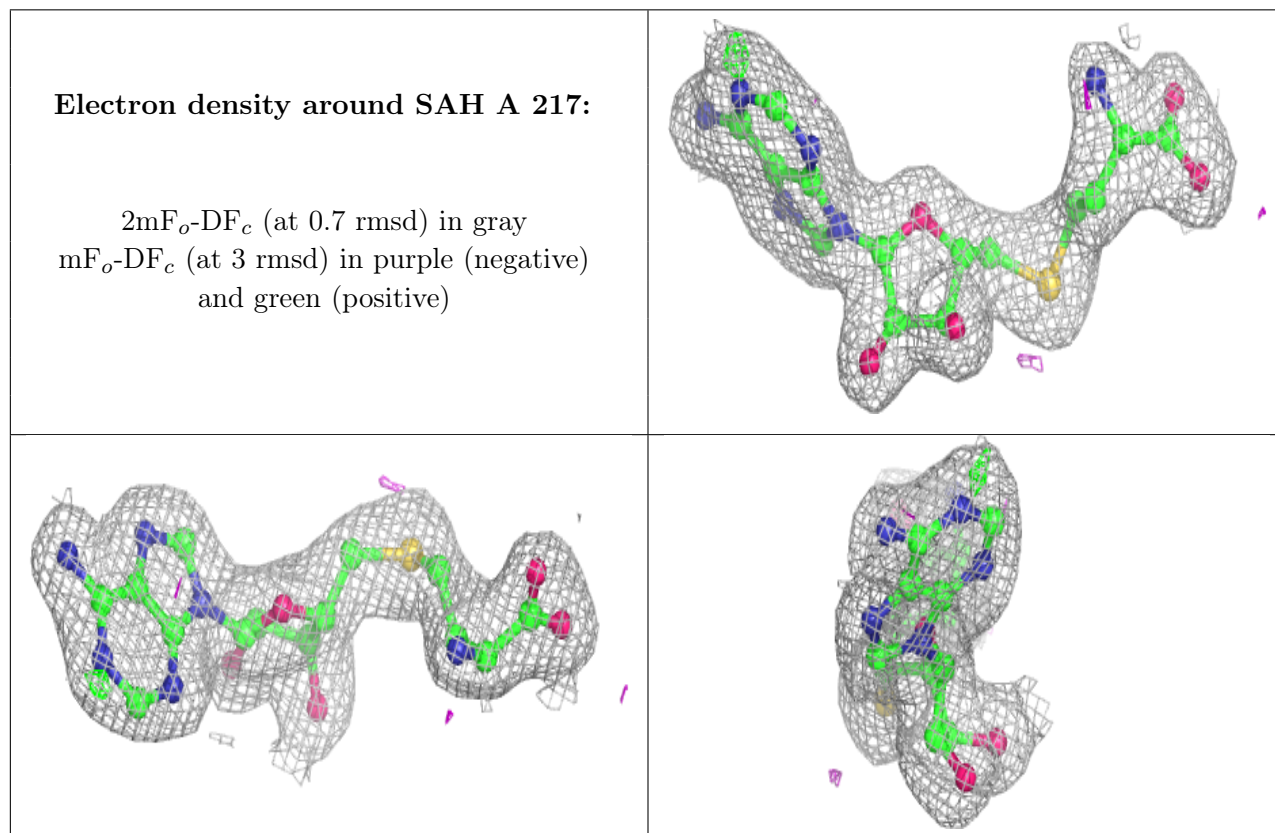 Electron density around SAH A 217:
2mFₒ-DF꜀ (at 0.7 rmsd) in gray
mFₒ-DF꜀ (at 3 rmsd) in purple (negative)
and green (positive)